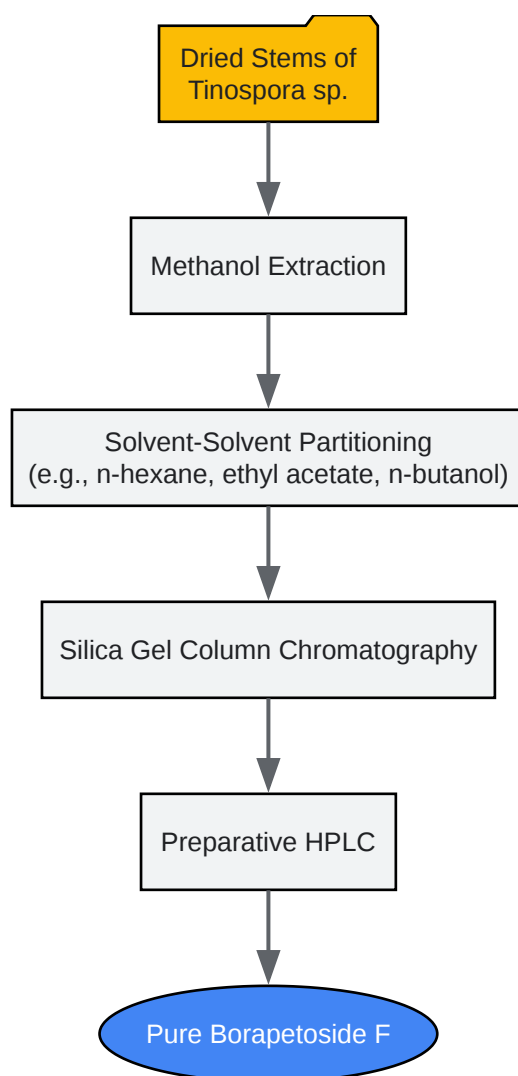 Dried Stems of
Tinospora sp.
Methanol Extraction
Solvent-Solvent Partitioning
(e.g., n-hexane, ethyl acetate, n-butanol)
Silica Gel Column Chromatography
Preparative HPLC
Pure Borapetoside F